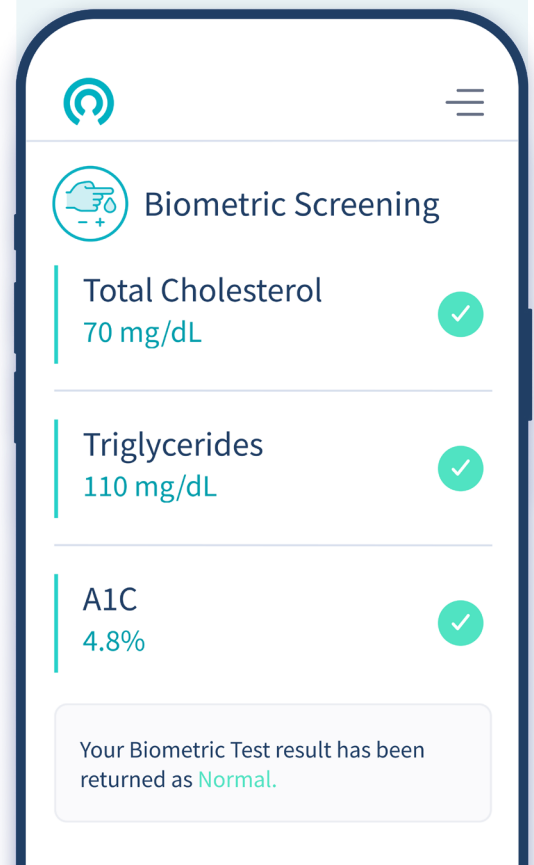 Biometric Screening
Total Cholesterol
70 mg/dL
Triglycerides
110 mg/dL
A1C
4.8%
Your Biometric Test result has been
returned as Normal.